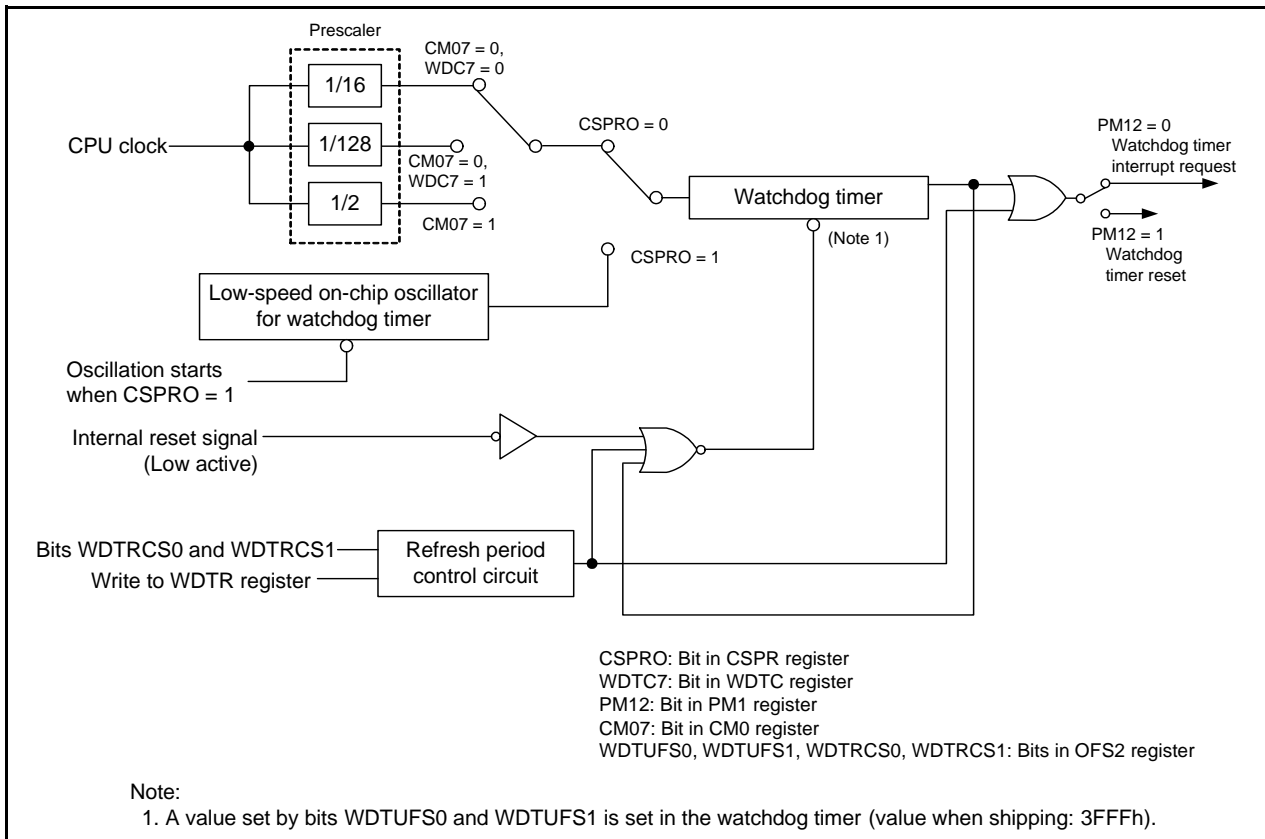 Prescaler
CM07 = 0,
WDC7 = 0
1/16
CPU clock
1/128
CM07 = 0,
WDC7 = 1
1/2
CM07 = 1
CSPRO = 0
Watchdog timer
(Note 1)
PM12 = 0
Watchdog timer
interrupt request
PM12 = 1
Watchdog
timer reset
CSPRO = 1
Low-speed on-chip oscillator
for watchdog timer
Oscillation starts
when CSPRO = 1
Internal reset signal
(Low active)
Bits WDTRCS0 and WDTRCS1
Write to WDTR register
Refresh period
control circuit
CSPRO: Bit in CSPR register
WDTC7: Bit in WDTC register
PM12: Bit in PM1 register
CM07: Bit in CM0 register
WDTUFS0, WDTUFS1, WDTRCS0, WDTRCS1: Bits in OFS2 register
Note:
1. A value set by bits WDTUFS0 and WDTUFS1 is set in the watchdog timer (value when shipping: 3FFFh).